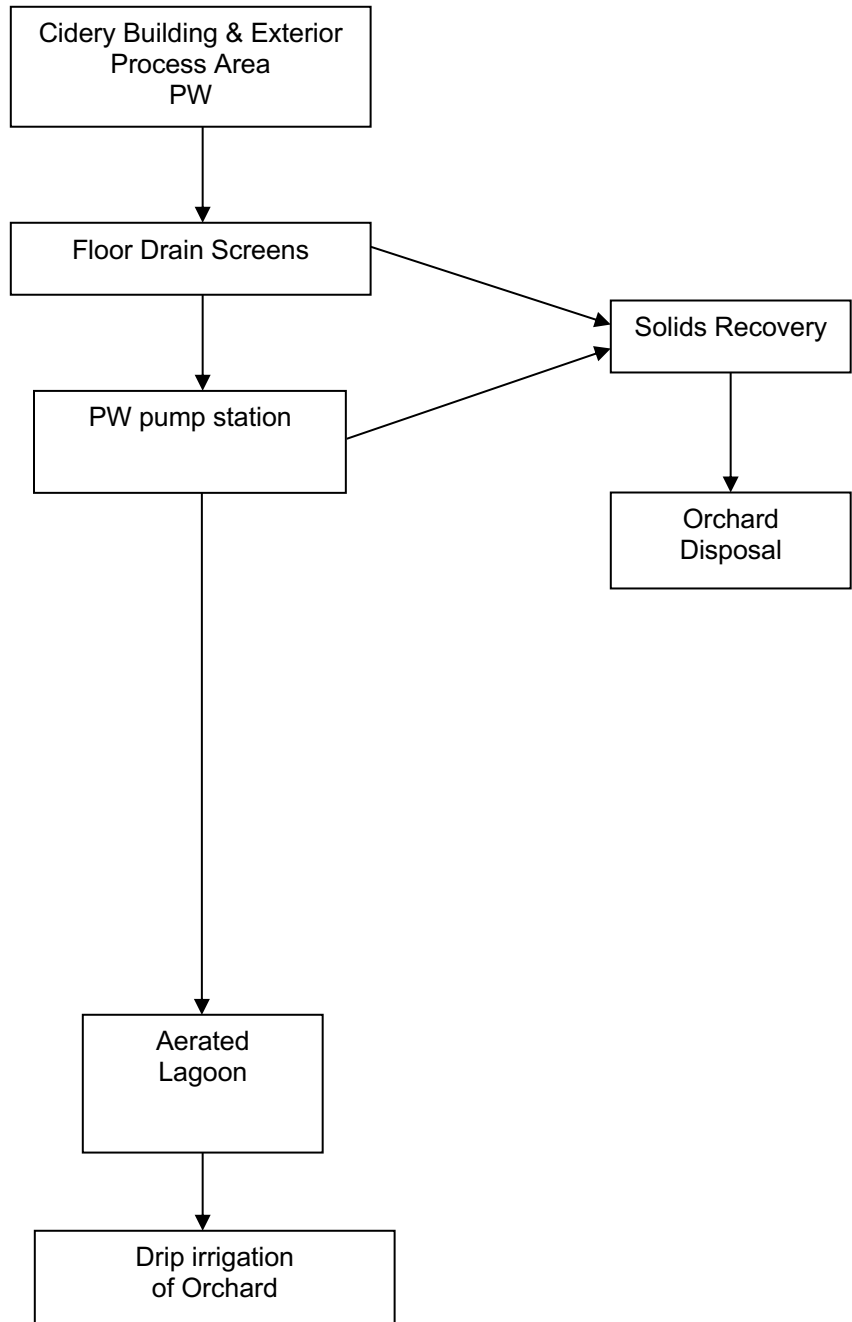 Cidery Building & Exterior
Process Area
PW
Floor Drain Screens
Solids Recovery
PW pump station
Orchard
Disposal
Aerated
Lagoon
Drip irrigation
of Orchard